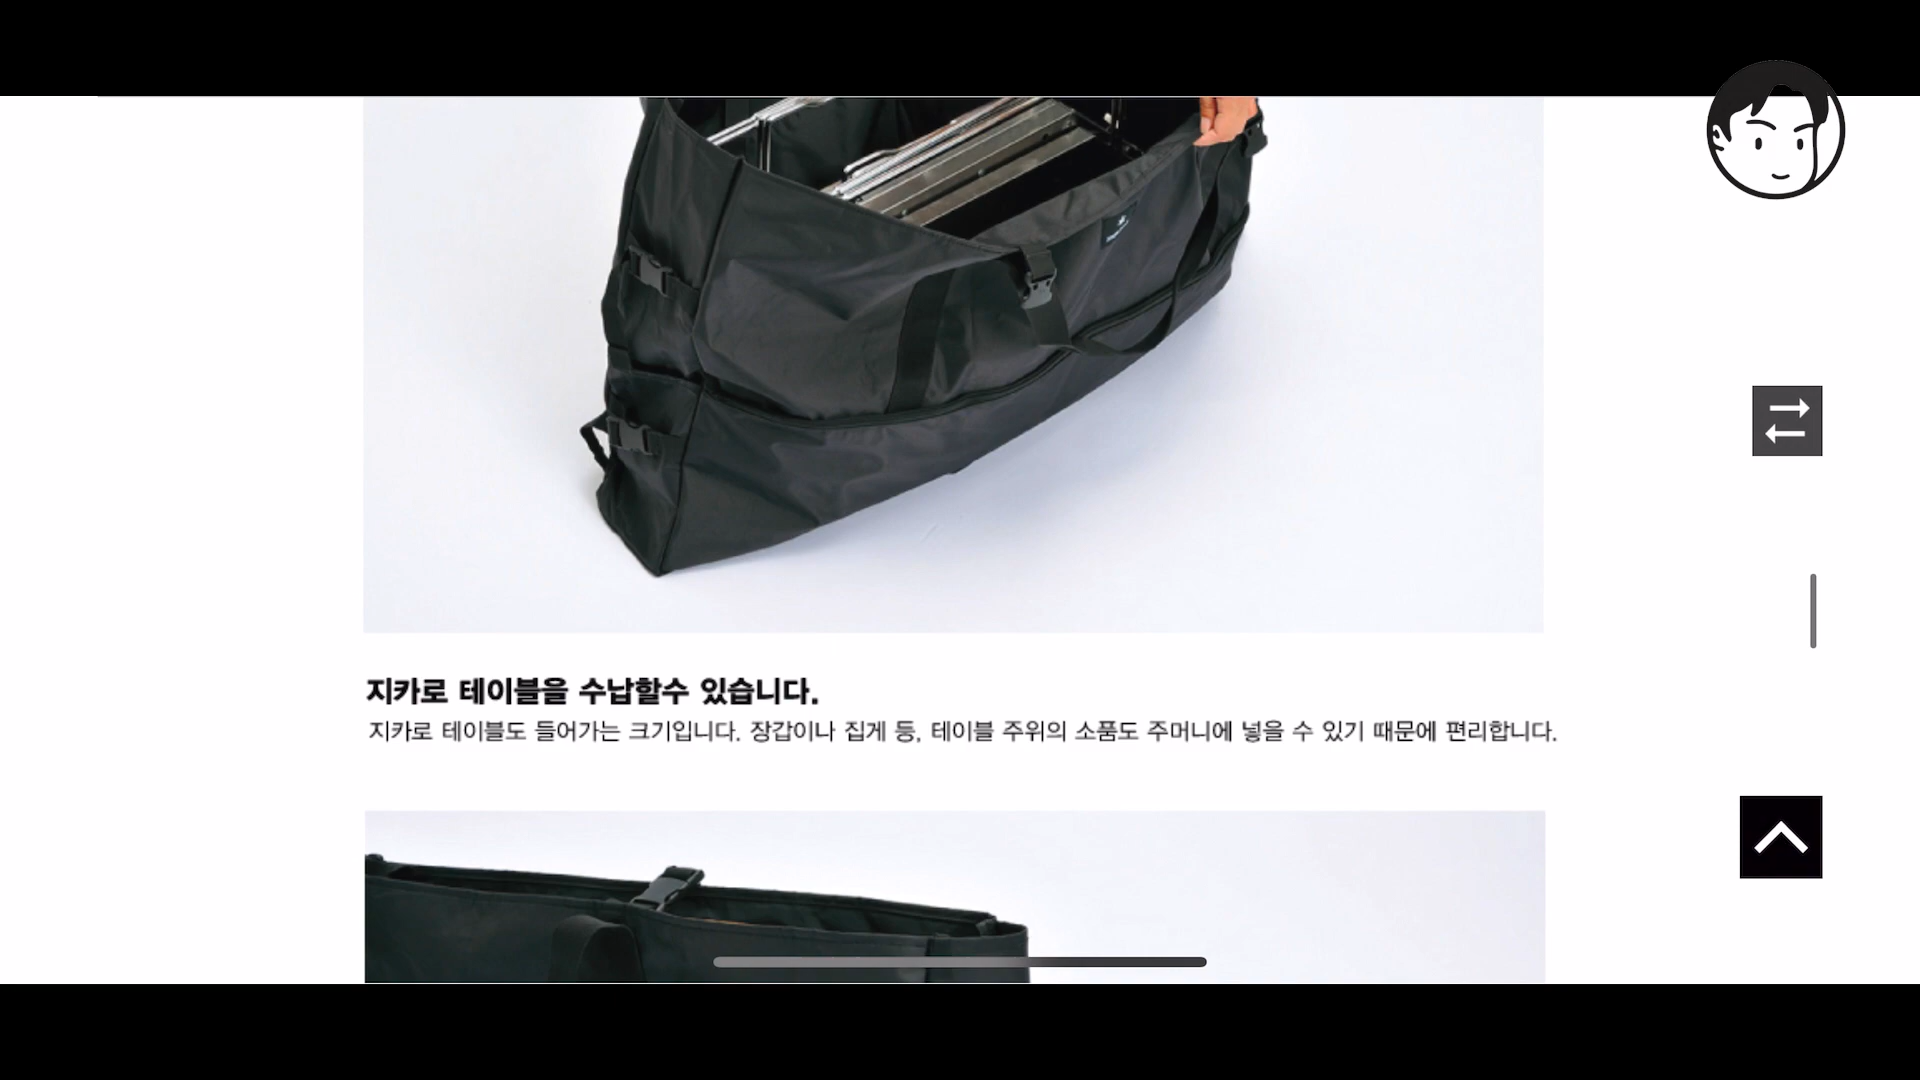 지카로 테이블을 수납할수 있습니다.
지카로 테이블도 들어가는 크기입니다. 장갑이나 집게 등, 테이블 주위의 소품도 주머니에 넣을 수 있기 때문에 편리합니다.